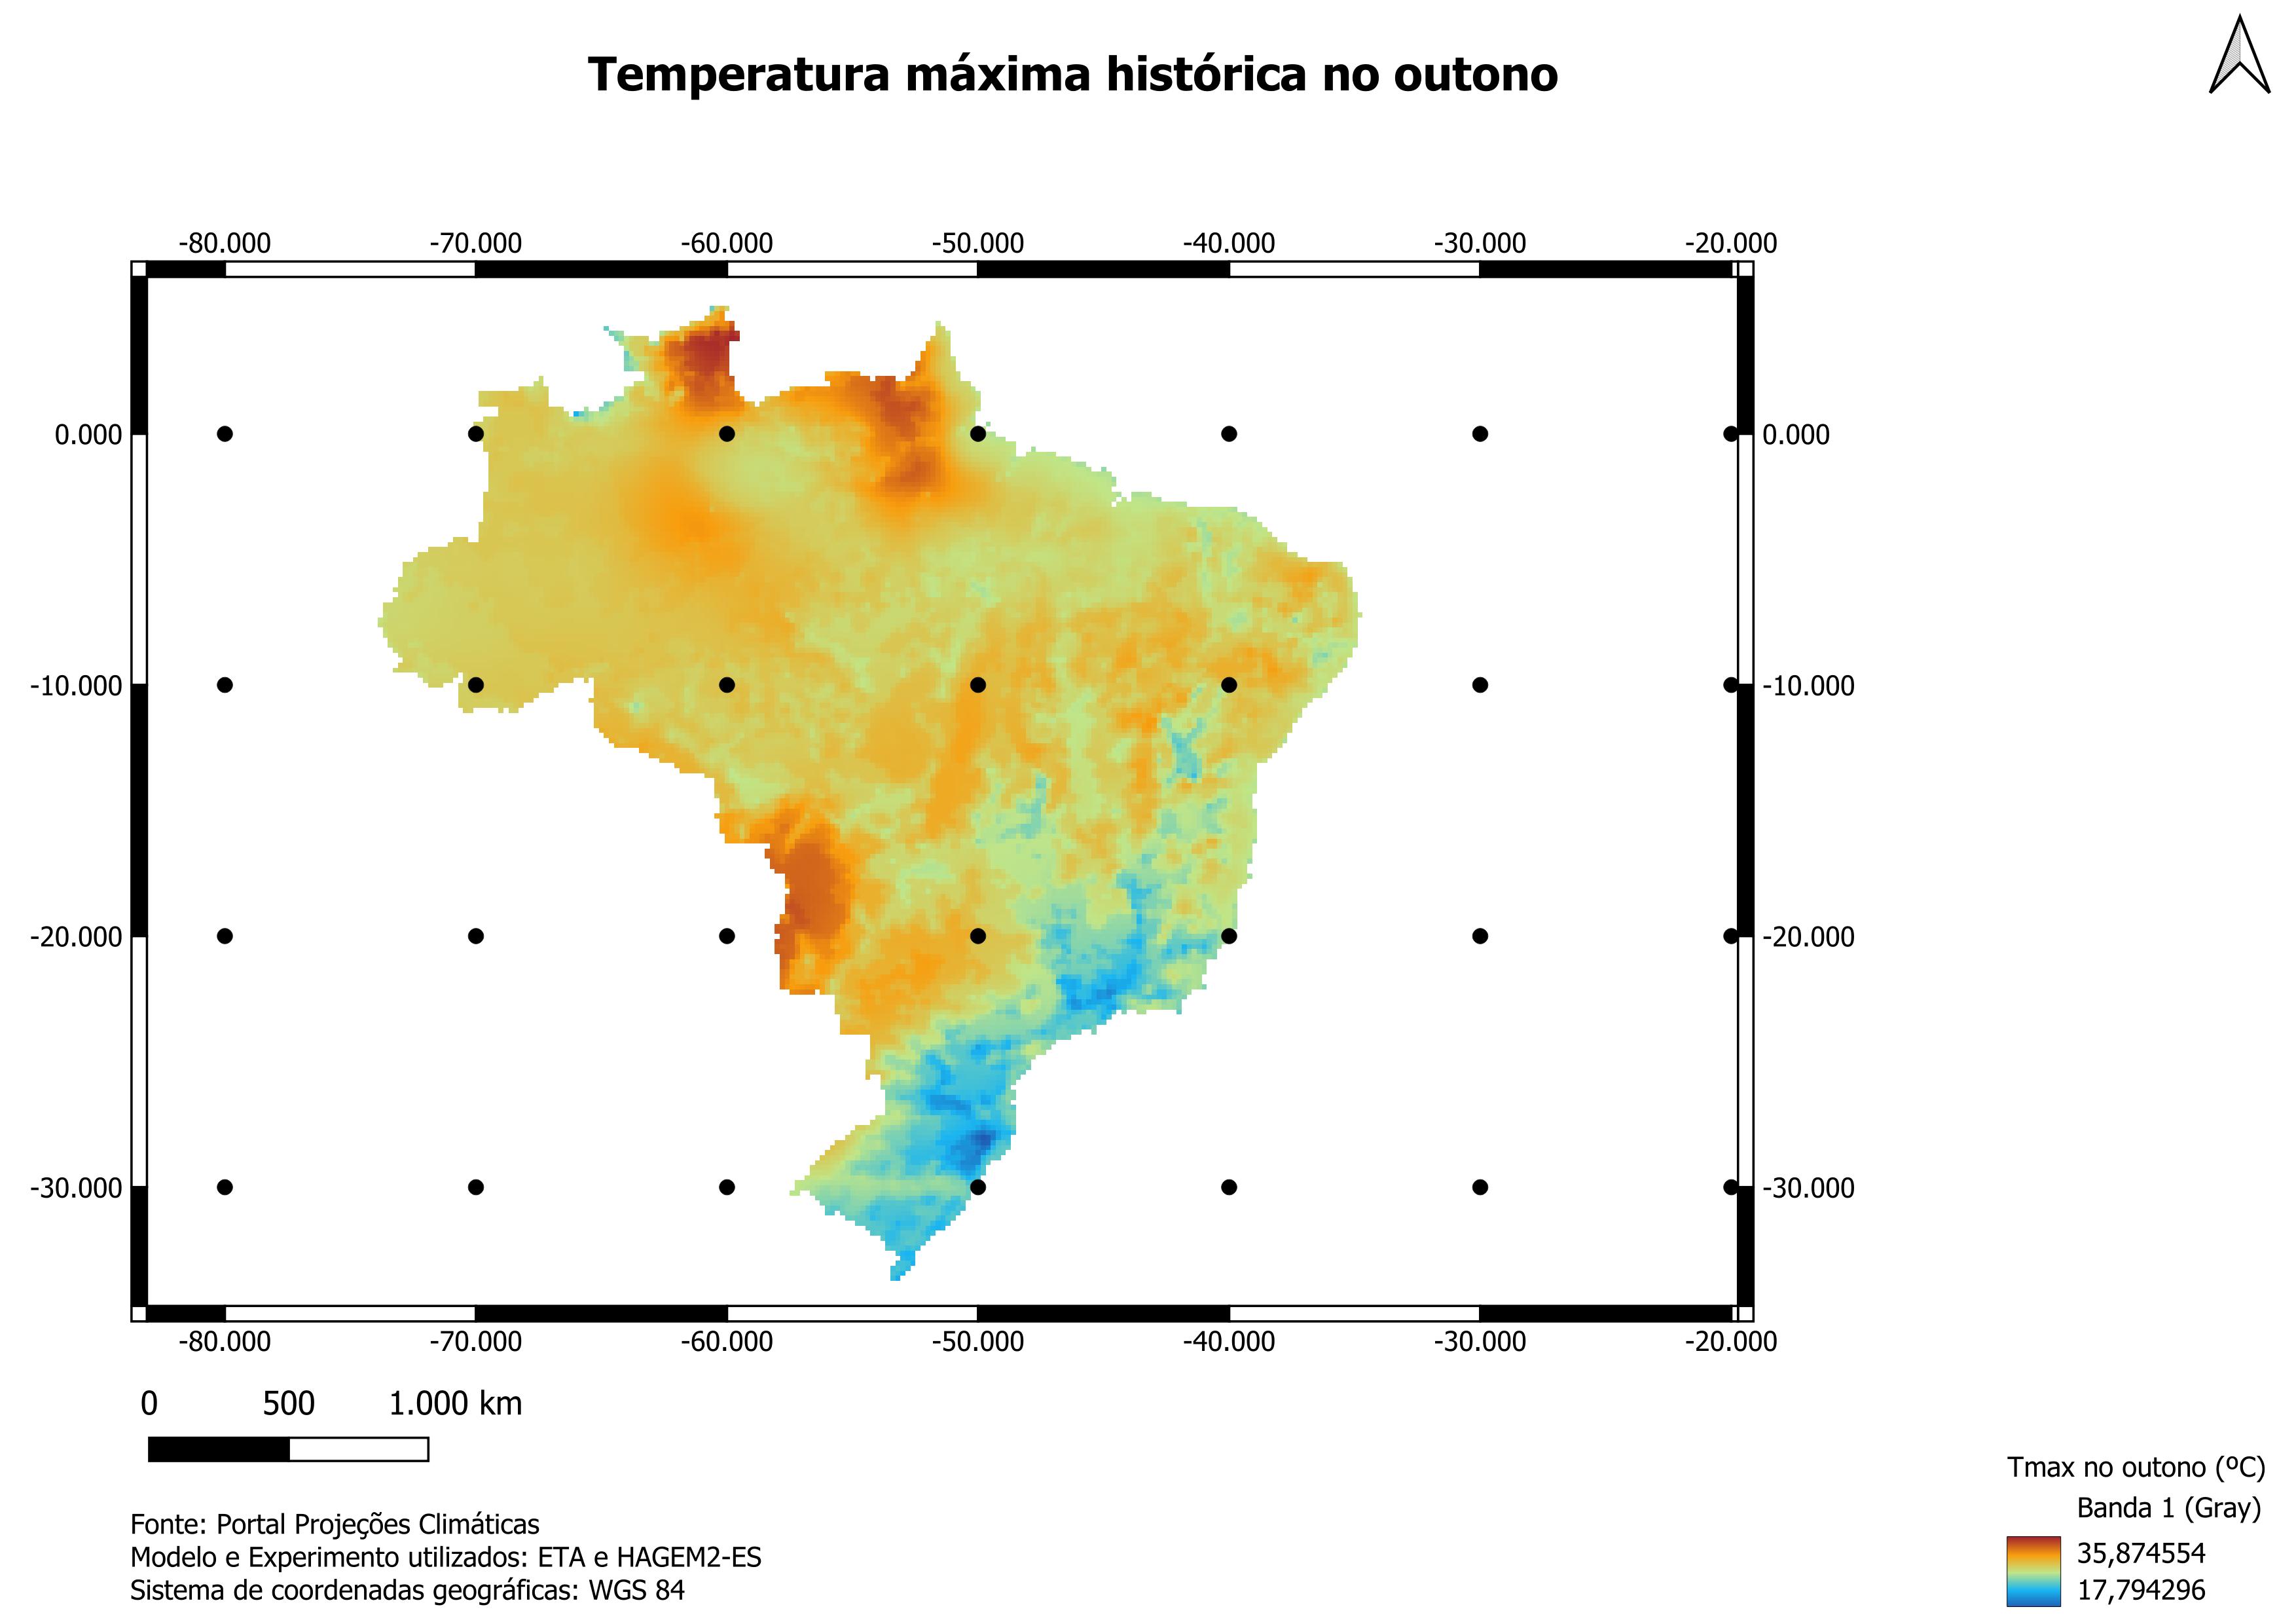 Temperatura máxima histórica no outono
-80.000 -70.000 -60.000 -50.000 -40.000 -30.000 -20.000
0.000 0.000
-10.000 -10.000
-20.000 -20.000
-30.000 -30.000
-80.000 -70.000 -60.000 -50.000 -40.000 -30.000 -20.000
0 500 1.000 km
Tmax no outono (ºC)
Banda 1 (Gray)
35,874554
17,794296
Fonte: Portal Projeções Climáticas
Modelo e Experimento utilizados: ETA e HAGEM2-ES
Sistema de coordenadas geográficas: WGS 84